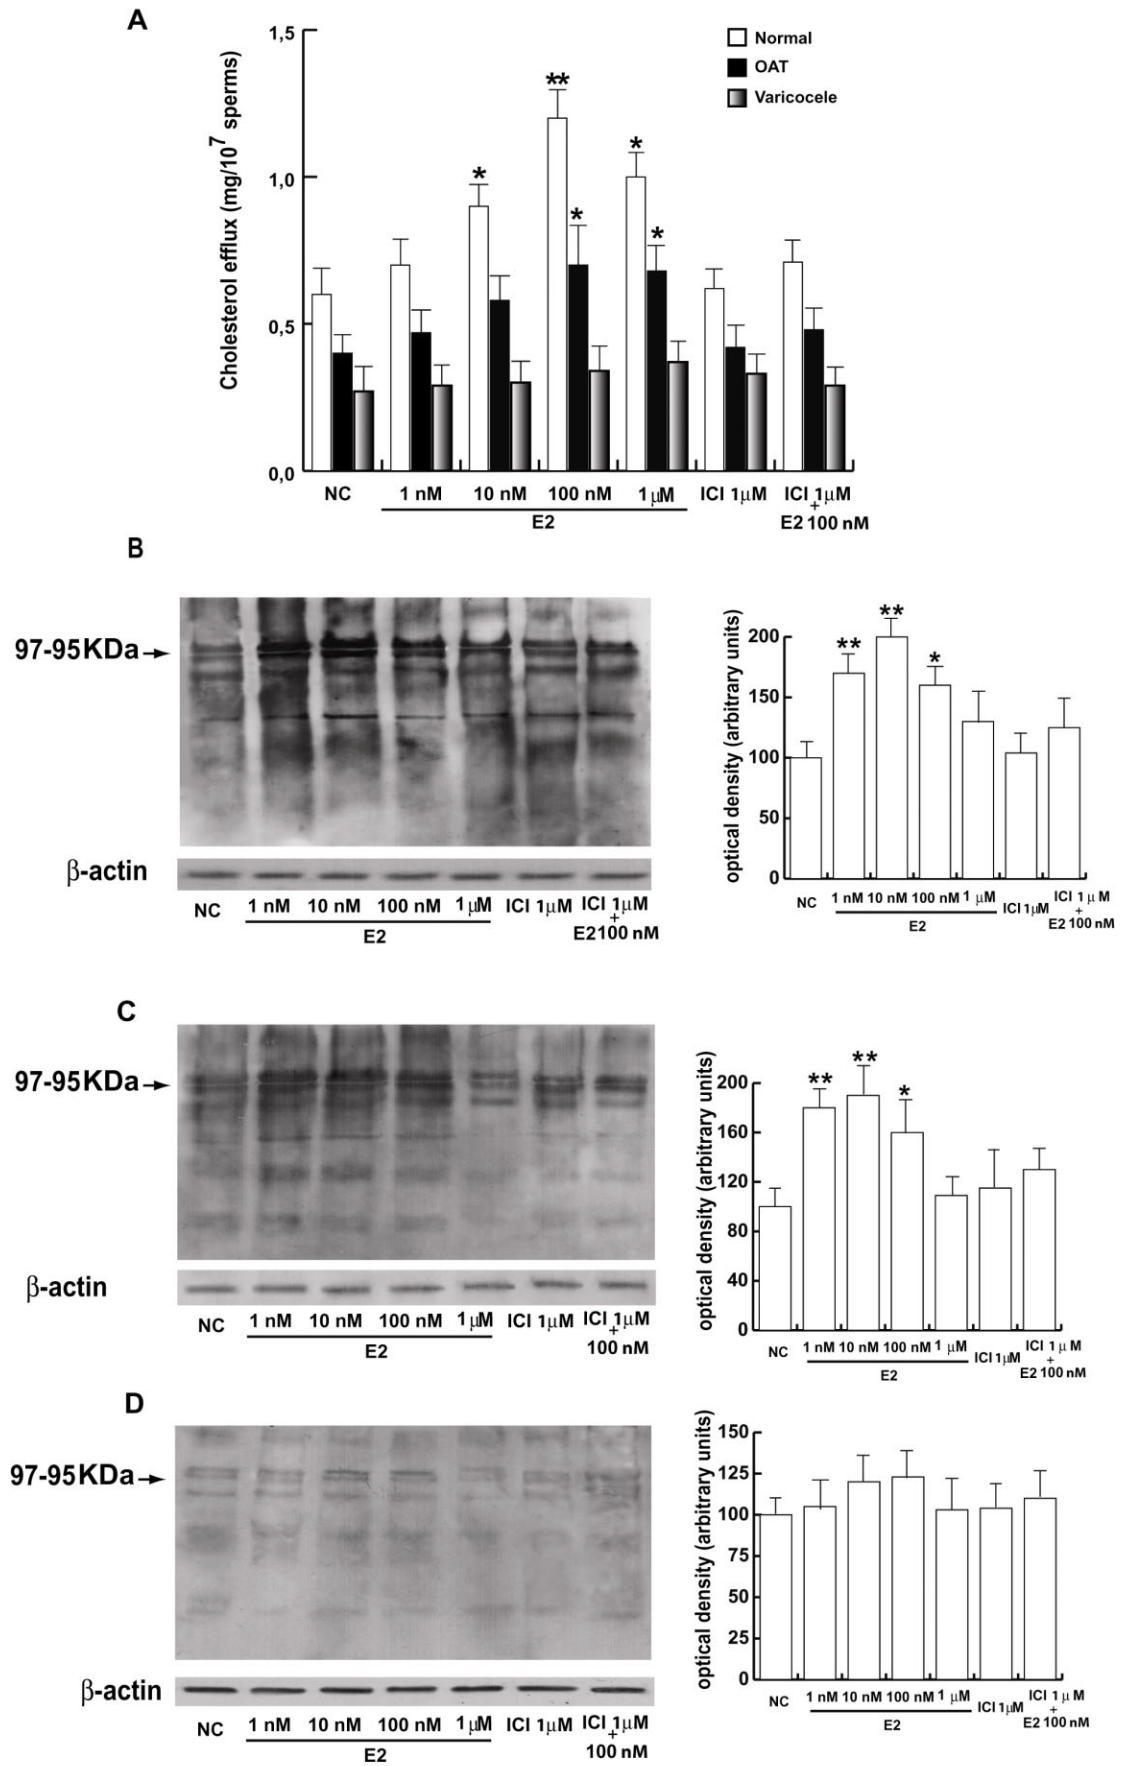 A
Cholesterol efflux (mg/10⁷ sperms)
1,5
1,0
0,5
0,0
Normal
OAT
Varicocele
*
**
*
*
*
NC 1 nM 10 nM 100 nM 1 μM ICI 1μM ICI 1μM
+
E2 E2 100 nM
B
97-95KDa
β-actin
NC 1 nM 10 nM 100 nM 1 μM ICI 1μM ICI 1μM
+
E2 E2100 nM
optical density (arbitrary units)
200
150
100
50
0
**
**
*
NC 1 nM 10 nM 100 nM 1 μM ICI 1μM ICI 1 μM
+
E2 E2 100 nM
C
97-95KDa
β-actin
NC 1 nM 10 nM 100 nM 1 μM ICI 1μM ICI 1μM
+
E2 100 nM
optical density (arbitrary units)
200
160
120
80
40
0
**
**
*
NC 1 nM 10 nM 100 nM 1 μM ICI 1μM ICI 1 μM
+
E2 E2 100 nM
D
97-95KDa
β-actin
NC 1 nM 10 nM 100 nM 1 μM ICI 1μM ICI 1μM
+
E2 100 nM
optical density (arbitrary units)
150
125
100
75
50
25
0
NC 1 nM 10 nM 100 nM 1 μM ICI 1μM ICI 1 μM
+
E2 E2 100 nM